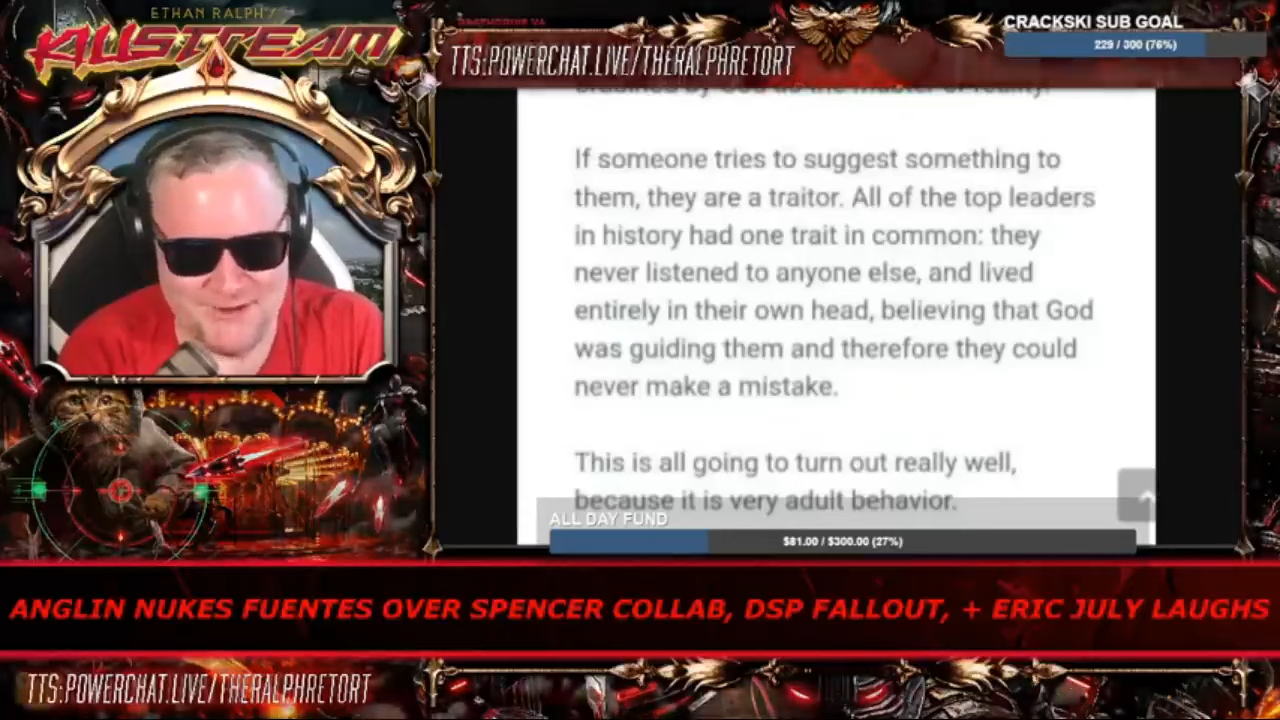 ETHAN RALPH'S
KILLSTREAM
TTS:POWERCHAT.LIVE/THERALPHRETORT
CRACKSKI SUB GOAL
229 / 300 (76%)
If someone tries to suggest something to
them, they are a traitor. All of the top leaders
in history had one trait in common: they
never listened to anyone else, and lived
entirely in their own head, believing that God
was guiding them and therefore they could
never make a mistake.
This is all going to turn out really well,
because it is very adult behavior.
ALL DAY FUND
$81.00 / $300.00 (27%)
ANGLIN NUKES FUENTES OVER SPENCER COLLAB, DSP FALLOUT, + ERIC JULY LAUGHS
TTS:POWERCHAT.LIVE/THERALPHRETORT